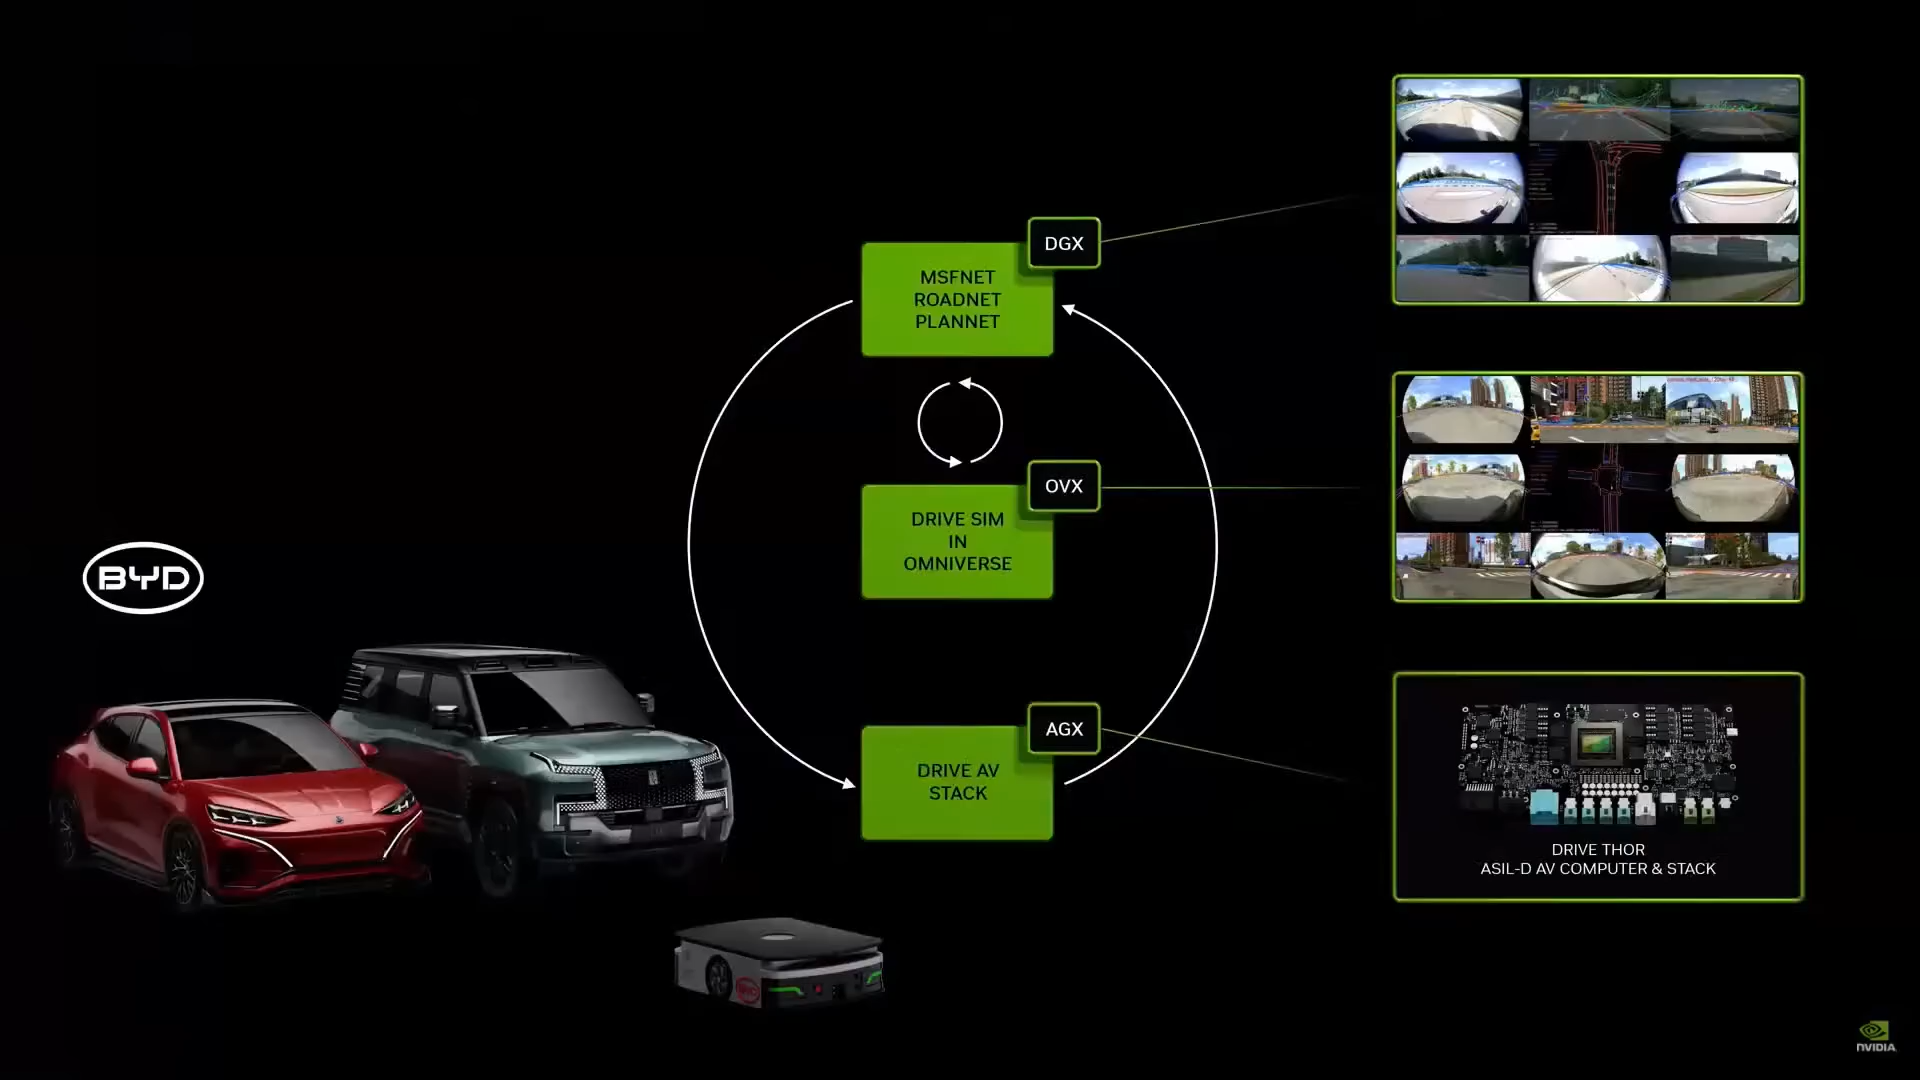 DGX
MSFNET
ROADNET
PLANNET
OVX
DRIVE SIM
IN
OMNIVERSE
BYD
AGX
DRIVE AV
STACK
DRIVE THOR
ASIL-D AV COMPUTER & STACK
BYD
NVIDIA